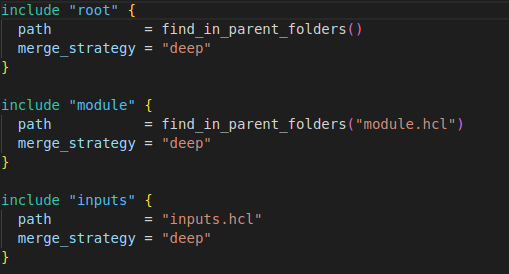 include "root" {
  path           = find_in_parent_folders()
  merge_strategy = "deep"
}

include "module" {
  path           = find_in_parent_folders("module.hcl")
  merge_strategy = "deep"
}

include "inputs" {
  path           = "inputs.hcl"
  merge_strategy = "deep"
}